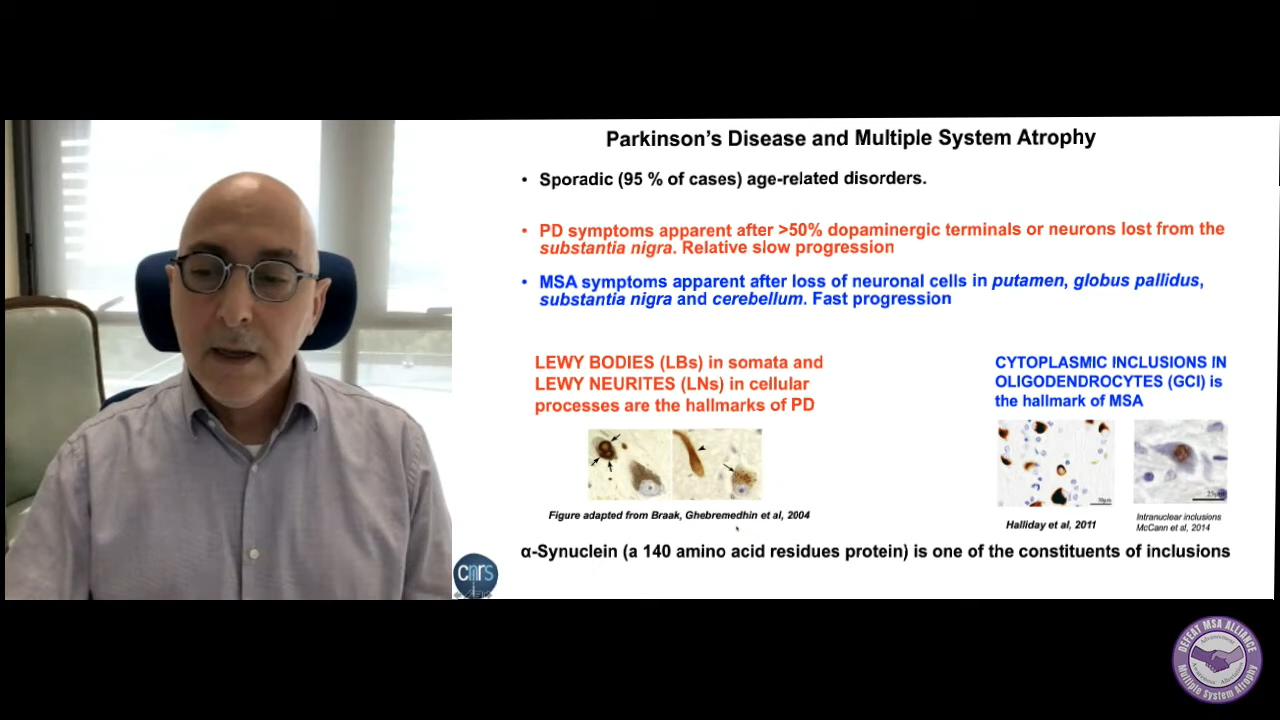 Parkinson's Disease and Multiple System Atrophy
• Sporadic (95 % of cases) age-related disorders.
• PD symptoms apparent after >50% dopaminergic terminals or neurons lost from the
substantia nigra. Relative slow progression
• MSA symptoms apparent after loss of neuronal cells in putamen, globus pallidus,
substantia nigra and cerebellum. Fast progression
LEWY BODIES (LBs) in somata and
LEWY NEURITES (LNs) in cellular
processes are the hallmarks of PD
Figure adapted from Braak, Ghebremedhin et al, 2004
CYTOPLASMIC INCLUSIONS IN
OLIGODENDROCYTES (GCI) is
the hallmark of MSA
25µm
Halliday et al, 2011
Intranuclear inclusions
McCann et al, 2014
α-Synuclein (a 140 amino acid residues protein) is one of the constituents of inclusions
cnrs
DEFEAT MSA ALLIANCE
Multiple System Atrophy